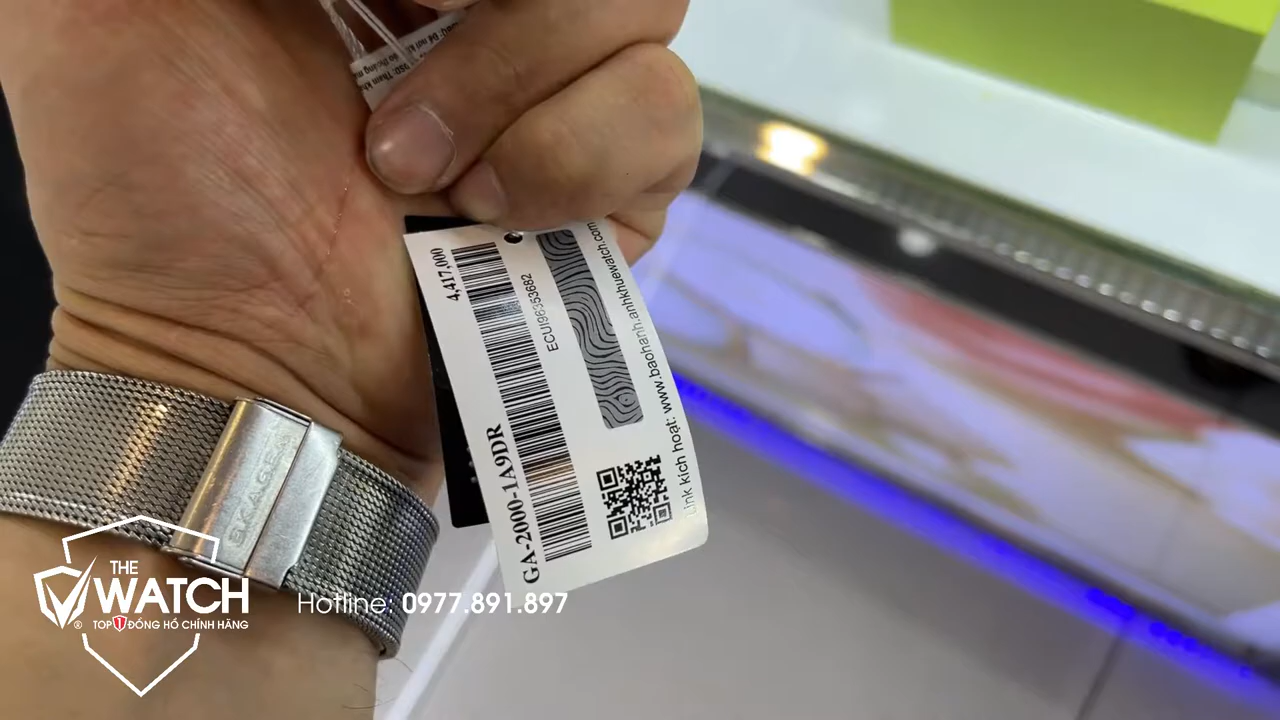 4,417,000
GA-2000-1A9DR
ECUI96353682
Link kích hoạt: www.baohanh.anhkhuewatch.com
SKAGEN
THE
WATCH
®
TOP 1 ĐỒNG HỒ CHÍNH HÃNG
Hotline: 0977.891.897